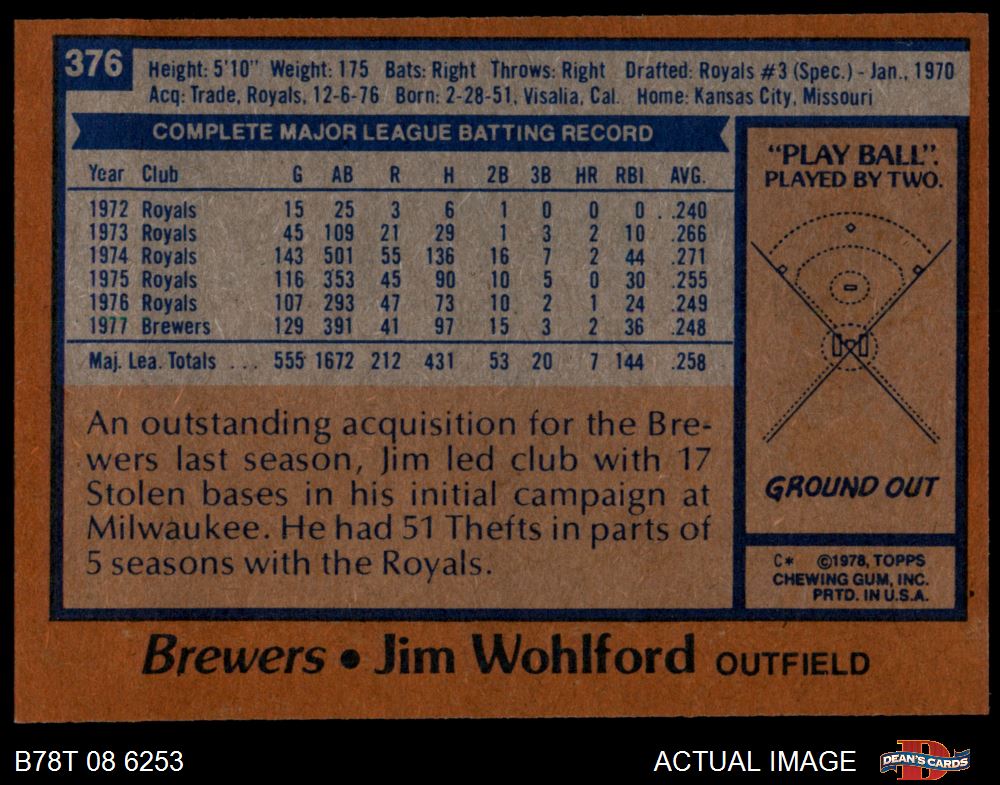 376
Height: 5'10" Weight: 175 Bats: Right Throws: Right Drafted: Royals #3 (Spec.) - Jan., 1970
Acq: Trade, Royals, 12-6-76 Born: 2-28-51, Visalia, Cal. Home: Kansas City, Missouri
COMPLETE MAJOR LEAGUE BATTING RECORD
Year Club G AB R H 2B 3B HR RBI AVG.
1972 Royals 15 25 3 6 1 0 0 0 . .240
1973 Royals 45 109 21 29 1 3 2 10 .266
1974 Royals 143 501 55 136 16 7 2 44 .271
1975 Royals 116 353 45 90 10 5 0 30 .255
1976 Royals 107 293 47 73 10 2 1 24 .249
1977 Brewers 129 391 41 97 15 3 2 36 .248
Maj. Lea. Totals . . . 555 1672 212 431 53 20 7 144 .258
An outstanding acquisition for the Bre-
wers last season, Jim led club with 17
Stolen bases in his initial campaign at
Milwaukee. He had 51 Thefts in parts of
5 seasons with the Royals.
"PLAY BALL".
PLAYED BY TWO.
GROUND OUT
C* ©1978, TOPPS
CHEWING GUM, INC.
PRTD. IN U.S.A.
Brewers • Jim Wohlford OUTFIELD
B78T 08 6253
ACTUAL IMAGE
D
DEAN'S CARDS